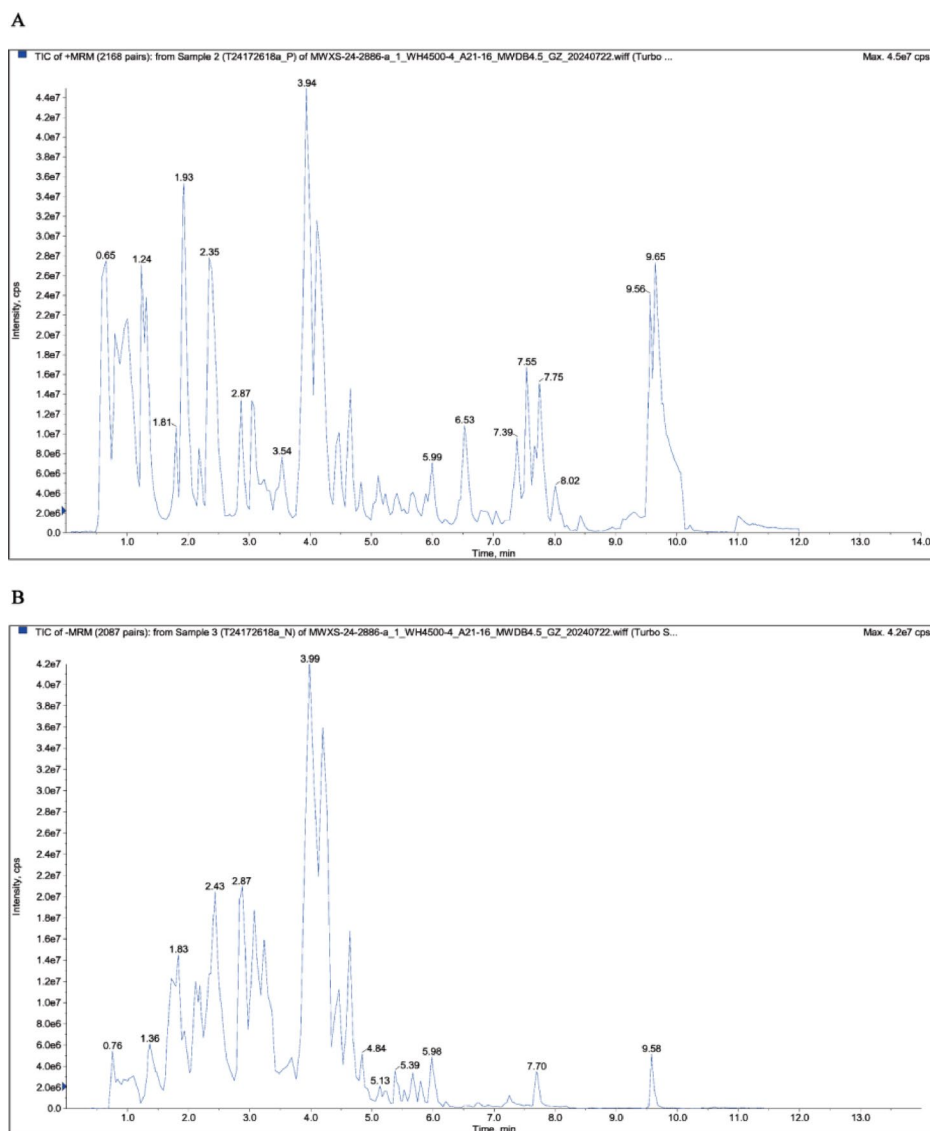 A
TIC of +MRM (2168 pairs): from Sample 2 (T24172618a_P) of MWXS-24-2886-a_1_WH4500-4_A21-16_MWDB4.5_GZ_20240722.wiff (Turbo ... Max. 4.5e7 cps
Intensity, cps
4.4e7
4.2e7
4.0e7
3.8e7
3.6e7
3.4e7
3.2e7
3.0e7
2.8e7
2.6e7
2.4e7
2.2e7
2.0e7
1.8e7
1.6e7
1.4e7
1.2e7
1.0e7
8.0e6
6.0e6
4.0e6
2.0e6
0.0
0.65
1.24
1.81
1.93
2.35
2.87
3.54
3.94
5.99
6.53
7.39
7.55
7.75
8.02
9.56
9.65
1.0 2.0 3.0 4.0 5.0 6.0 7.0 8.0 9.0 10.0 11.0 12.0 13.0 14.0
Time, min
B
TIC of -MRM (2087 pairs): from Sample 3 (T24172618a_N) of MWXS-24-2886-a_1_WH4500-4_A21-16_MWDB4.5_GZ_20240722.wiff (Turbo S... Max. 4.2e7 cps
Intensity, cps
4.2e7
4.0e7
3.8e7
3.6e7
3.4e7
3.2e7
3.0e7
2.8e7
2.6e7
2.4e7
2.2e7
2.0e7
1.8e7
1.6e7
1.4e7
1.2e7
1.0e7
8.0e6
6.0e6
4.0e6
2.0e6
0.0
0.76
1.36
1.83
2.43
2.87
3.99
4.84
5.13
5.39
5.98
7.70
9.58
1.0 2.0 3.0 4.0 5.0 6.0 7.0 8.0 9.0 10.0 11.0 12.0 13.0
Time, min